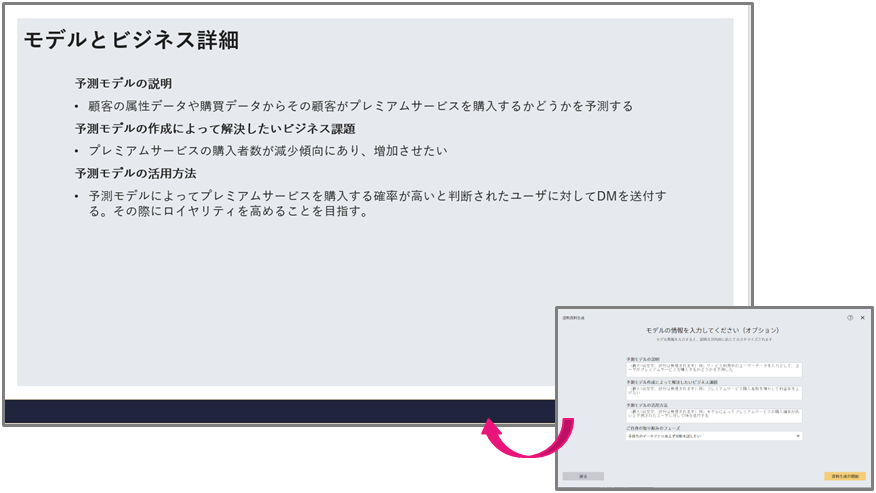 モデルとビジネス詳細
予測モデルの説明
• 顧客の属性データや購買データからその顧客がプレミアムサービスを購入するかどうかを予測する
予測モデルの作成によって解決したいビジネス課題
• プレミアムサービスの購入者数が減少傾向にあり、増加させたい
予測モデルの活用方法
• 予測モデルによってプレミアムサービスを購入する確率が高いと判断されたユーザに対してDMを送付す
る。その際にロイヤリティを高めることを目指す。
説明資料生成
モデルの情報を入力してください（オプション）
予測モデルの説明
予測モデル作成によって解決したいビジネス課題
予測モデルの活用方法
ご自身の取り組みのフェーズ
戻る
資料生成の開始